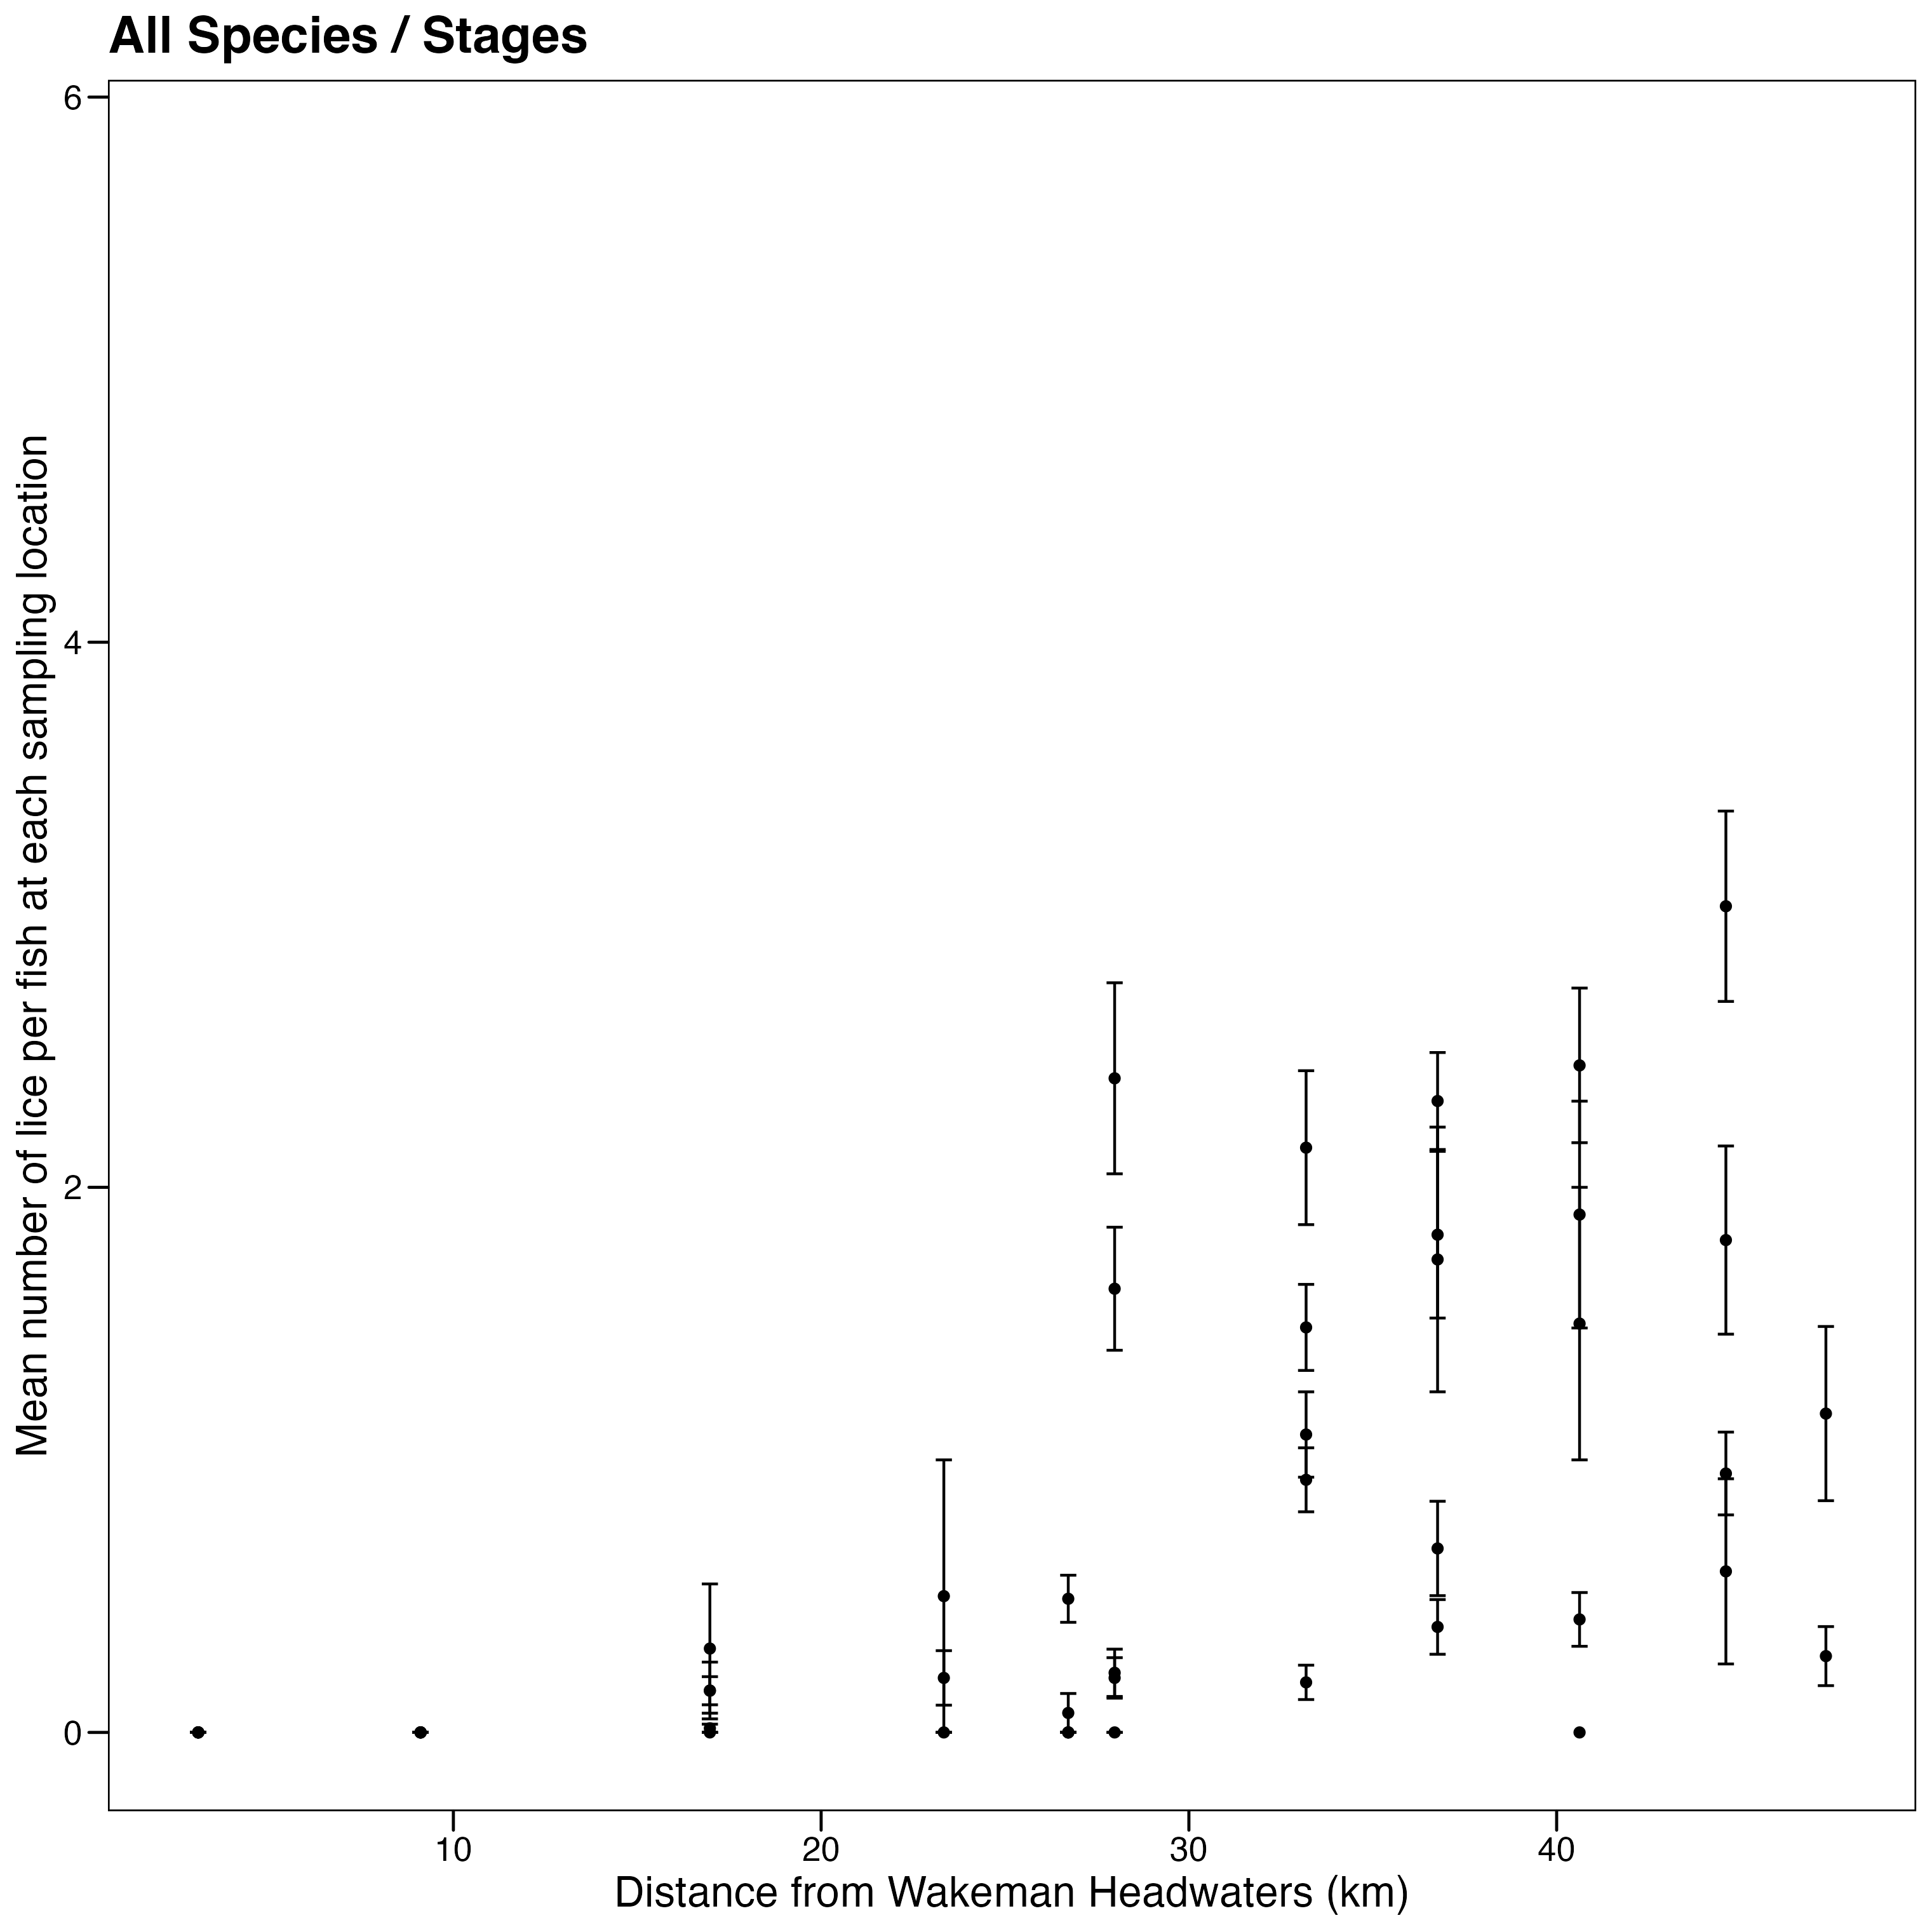 All Species / Stages
Mean number of lice per fish at each sampling location
6
4
2
0
10
20
30
40
Distance from Wakeman Headwaters (km)